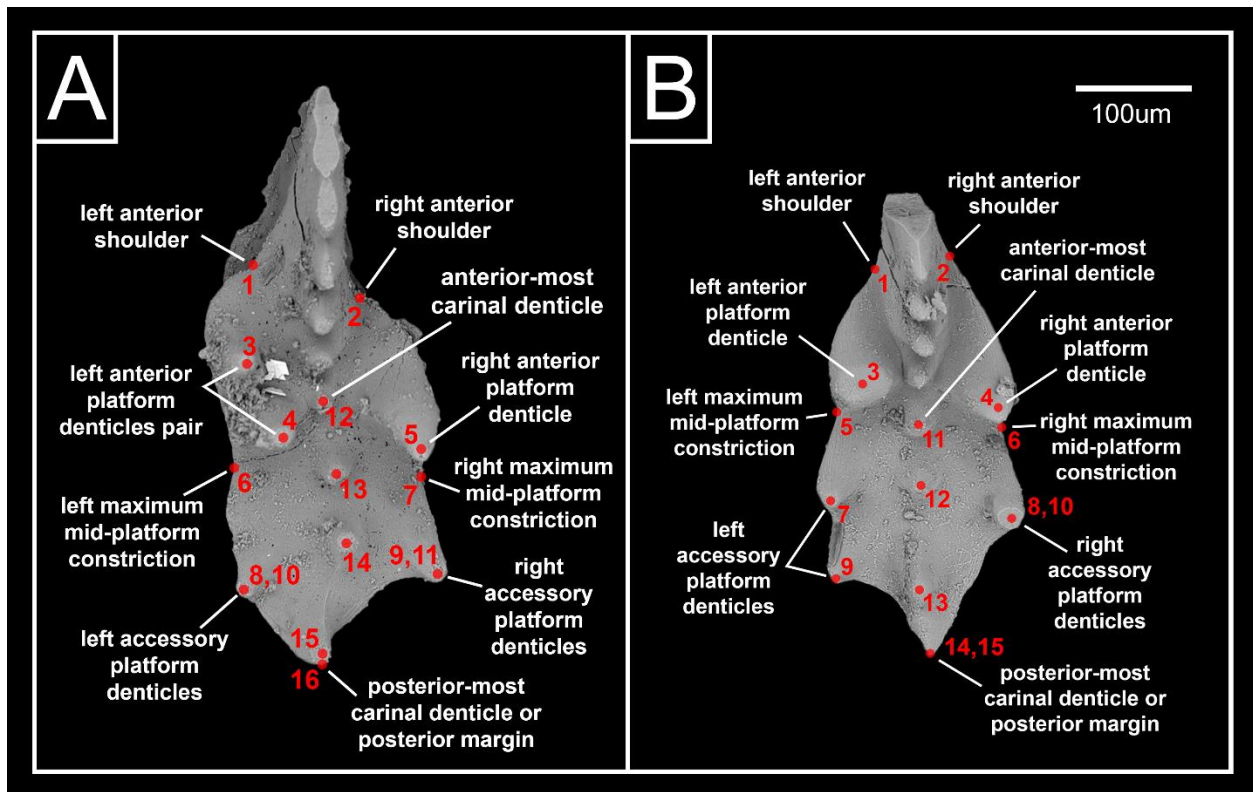 A
left anterior
shoulder
right anterior
shoulder
1
2
anterior-most
carinal denticle
3
left anterior
platform
denticles pair
4
12
right anterior
platform
denticle
5
6
13
7
right maximum
mid-platform
constriction
left maximum
mid-platform
constriction
14
9,11
8,10
right
accessory
platform
denticles
left accessory
platform
denticles
15
16
posterior-most
carinal denticle or
posterior margin
B
100um
left anterior
shoulder
right anterior
shoulder
1
2
anterior-most
carinal denticle
left anterior
platform
denticle
3
right anterior
platform
denticle
4
left maximum
mid-platform
constriction
5
11
6
right maximum
mid-platform
constriction
12
7
8,10
left
accessory
platform
denticles
9
13
right
accessory
platform
denticles
14,15
posterior-most
carinal denticle or
posterior margin